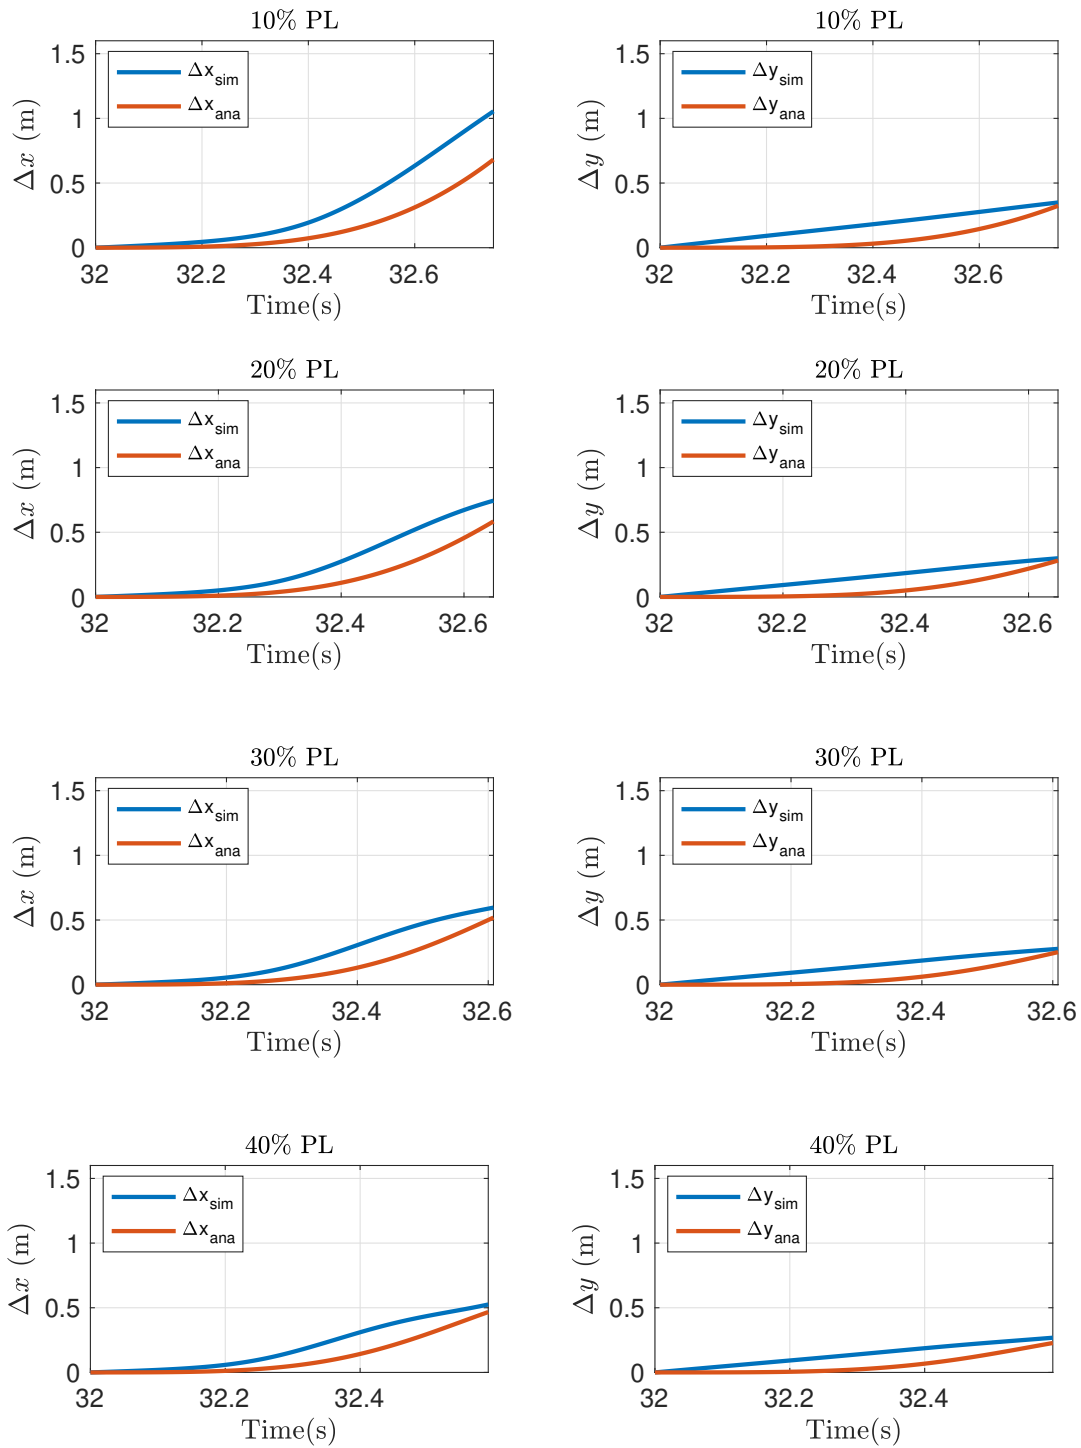 10% PL
1.5
1
0.5
0
Δx (m)
Δx_sim
Δx_ana
32 32.2 32.4 32.6
Time(s)
10% PL
1.5
1
0.5
0
Δy (m)
Δy_sim
Δy_ana
32 32.2 32.4 32.6
Time(s)
20% PL
1.5
1
0.5
0
Δx (m)
Δx_sim
Δx_ana
32 32.2 32.4 32.6
Time(s)
20% PL
1.5
1
0.5
0
Δy (m)
Δy_sim
Δy_ana
32 32.2 32.4 32.6
Time(s)
30% PL
1.5
1
0.5
0
Δx (m)
Δx_sim
Δx_ana
32 32.2 32.4 32.6
Time(s)
30% PL
1.5
1
0.5
0
Δy (m)
Δy_sim
Δy_ana
32 32.2 32.4 32.6
Time(s)
40% PL
1.5
1
0.5
0
Δx (m)
Δx_sim
Δx_ana
32 32.2 32.4
Time(s)
40% PL
1.5
1
0.5
0
Δy (m)
Δy_sim
Δy_ana
32 32.2 32.4
Time(s)